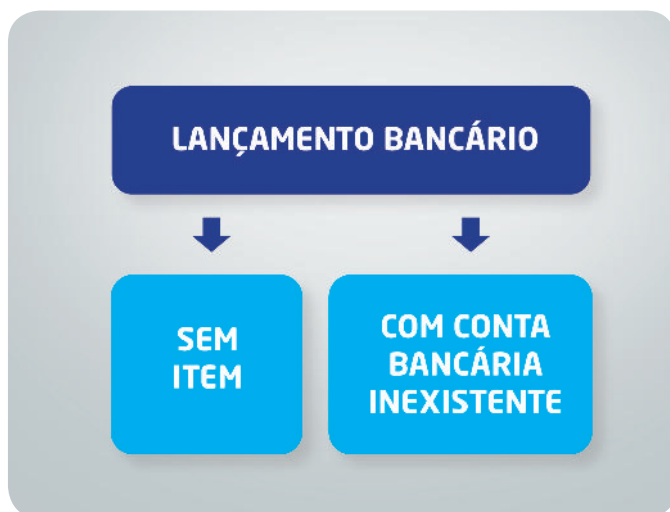 LANÇAMENTO BANCÁRIO
SEM
ITEM
COM CONTA
BANCÁRIA
INEXISTENTE